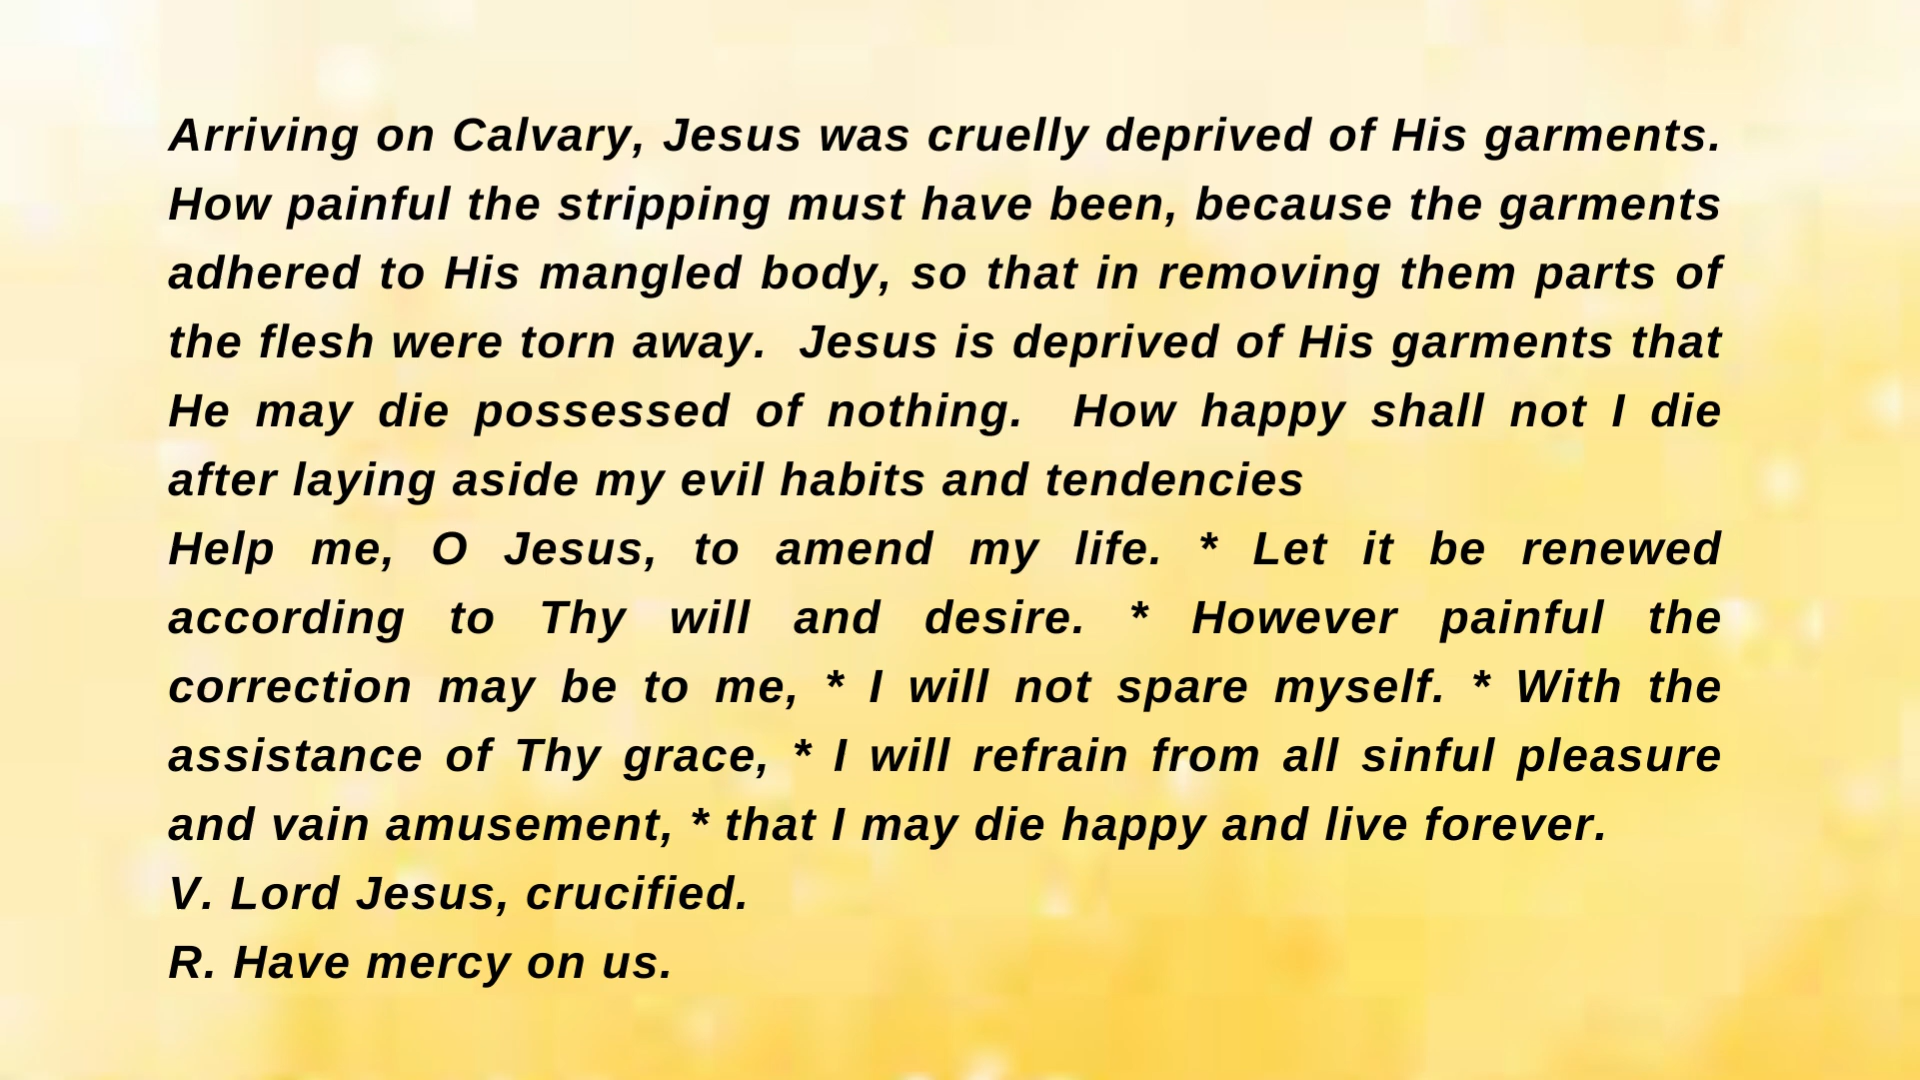 Arriving on Calvary, Jesus was cruelly deprived of His garments.
How painful the stripping must have been, because the garments
adhered to His mangled body, so that in removing them parts of
the flesh were torn away.  Jesus is deprived of His garments that
He may die possessed of nothing.  How happy shall not I die
after laying aside my evil habits and tendencies
Help me, O Jesus, to amend my life. * Let it be renewed
according to Thy will and desire. * However painful the
correction may be to me, * I will not spare myself. * With the
assistance of Thy grace, * I will refrain from all sinful pleasure
and vain amusement, * that I may die happy and live forever.
V. Lord Jesus, crucified.
R. Have mercy on us.